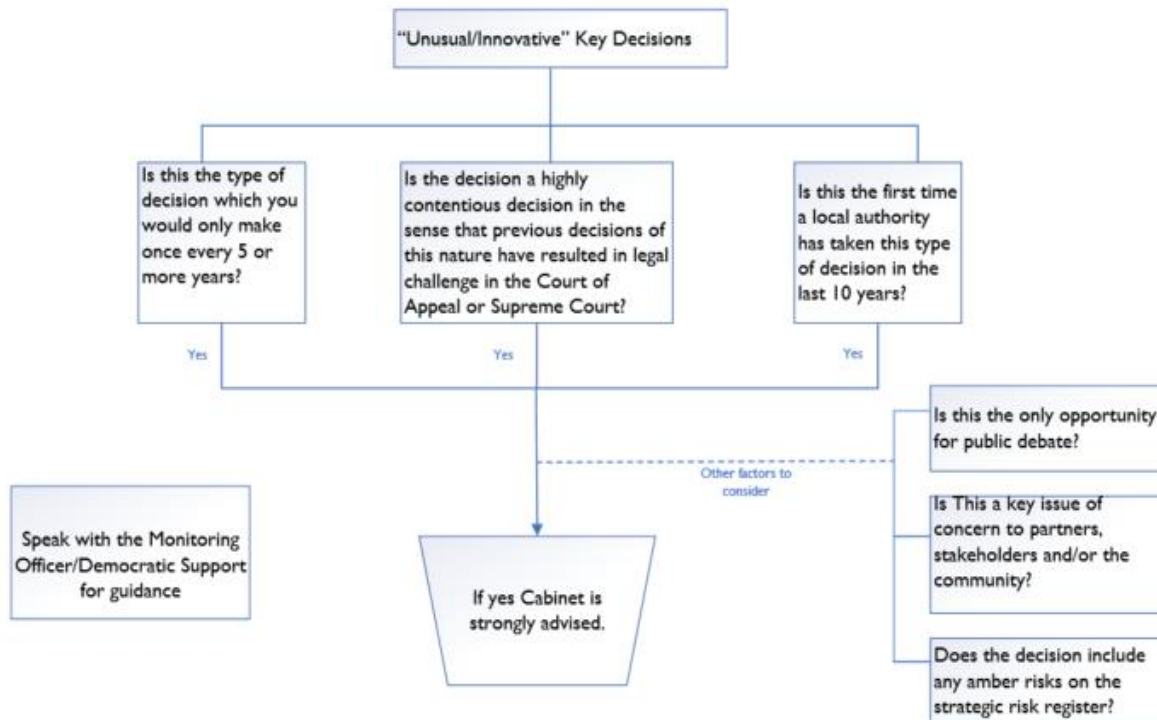 “Unusual/Innovative” Key Decisions
Is this the type of
decision which you
would only make
once every 5 or
more years?
Is the decision a highly
contentious decision in the
sense that previous decisions of
this nature have resulted in legal
challenge in the Court of
Appeal or Supreme Court?
Is this the first time
a local authority
has taken this type
of decision in the
last 10 years?
Yes
Yes
Yes
Is this the only opportunity
for public debate?
Other factors to
consider
Is This a key issue of
concern to partners,
stakeholders and/or the
community?
Speak with the Monitoring
Officer/Democratic Support
for guidance
If yes Cabinet is
strongly advised.
Does the decision include
any amber risks on the
strategic risk register?